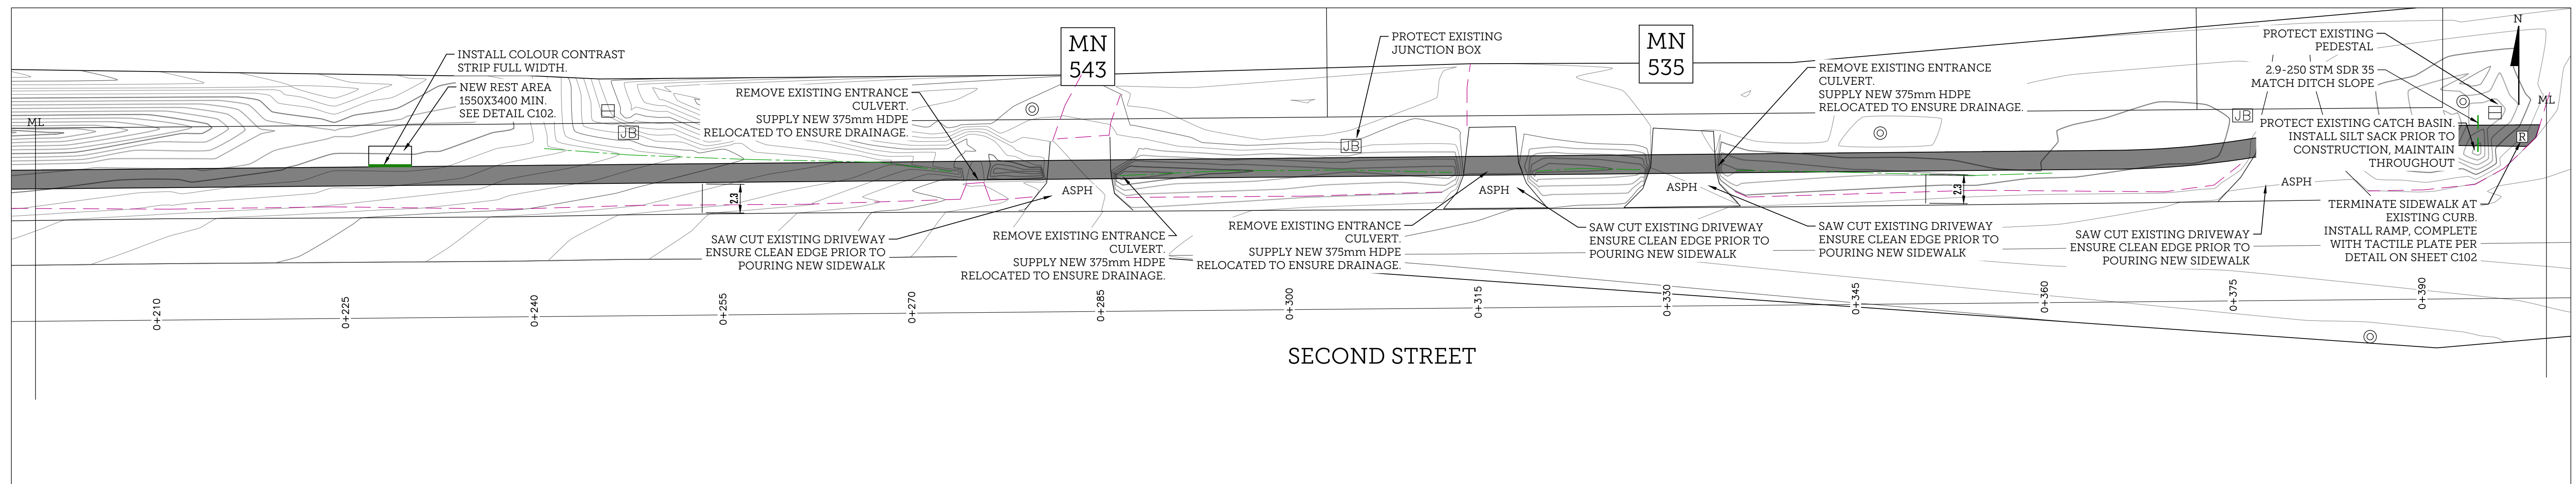 INSTALL COLOUR CONTRAST
STRIP FULL WIDTH.
NEW REST AREA
1550X3400 MIN.
SEE DETAIL C102.
ML
JB
REMOVE EXISTING ENTRANCE
CULVERT.
SUPPLY NEW 375mm HDPE
RELOCATED TO ENSURE DRAINAGE.
MN
543
PROTECT EXISTING
JUNCTION BOX
JB
MN
535
REMOVE EXISTING ENTRANCE
CULVERT.
SUPPLY NEW 375mm HDPE
RELOCATED TO ENSURE DRAINAGE.
N
PROTECT EXISTING
PEDESTAL
2.9-250 STM SDR 35
MATCH DITCH SLOPE
ML
JB
PROTECT EXISTING CATCH BASIN.
INSTALL SILT SACK PRIOR TO
CONSTRUCTION, MAINTAIN
THROUGHOUT
R
2.3
ASPH
ASPH
ASPH
2.3
ASPH
SAW CUT EXISTING DRIVEWAY
ENSURE CLEAN EDGE PRIOR TO
POURING NEW SIDEWALK
REMOVE EXISTING ENTRANCE
CULVERT.
SUPPLY NEW 375mm HDPE
RELOCATED TO ENSURE DRAINAGE.
REMOVE EXISTING ENTRANCE
CULVERT.
SUPPLY NEW 375mm HDPE
RELOCATED TO ENSURE DRAINAGE.
SAW CUT EXISTING DRIVEWAY
ENSURE CLEAN EDGE PRIOR TO
POURING NEW SIDEWALK
SAW CUT EXISTING DRIVEWAY
ENSURE CLEAN EDGE PRIOR TO
POURING NEW SIDEWALK
SAW CUT EXISTING DRIVEWAY
ENSURE CLEAN EDGE PRIOR TO
POURING NEW SIDEWALK
TERMINATE SIDEWALK AT
EXISTING CURB.
INSTALL RAMP, COMPLETE
WITH TACTILE PLATE PER
DETAIL ON SHEET C102
0+210
0+225
0+240
0+255
0+270
0+285
0+300
0+315
0+330
0+345
0+360
0+375
0+390
SECOND STREET